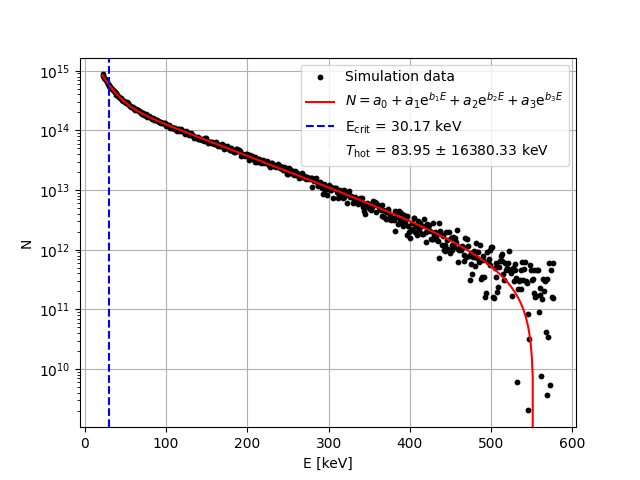 Simulation data
N = a₀ + a₁e^{b₁E} + a₂e^{b₂E} + a₃e^{b₃E}
E_crit = 30.17 keV
T_hot = 83.95 ± 16380.33 keV
10¹⁵
10¹⁴
10¹³
10¹²
10¹¹
10¹⁰
N
0 100 200 300 400 500 600
E [keV]